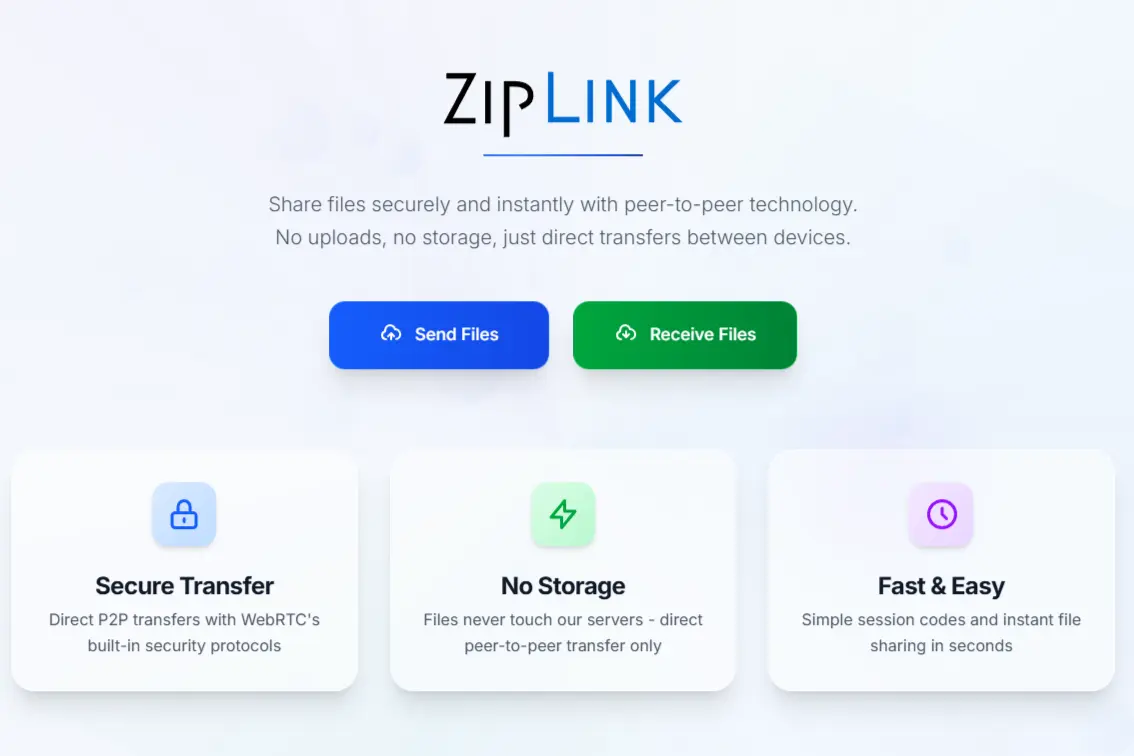 ZipLink
Share files securely and instantly with peer-to-peer technology.
No uploads, no storage, just direct transfers between devices.
Send Files
Receive Files
Secure Transfer
Direct P2P transfers with WebRTC's
built-in security protocols
No Storage
Files never touch our servers - direct
peer-to-peer transfer only
Fast & Easy
Simple session codes and instant file
sharing in seconds